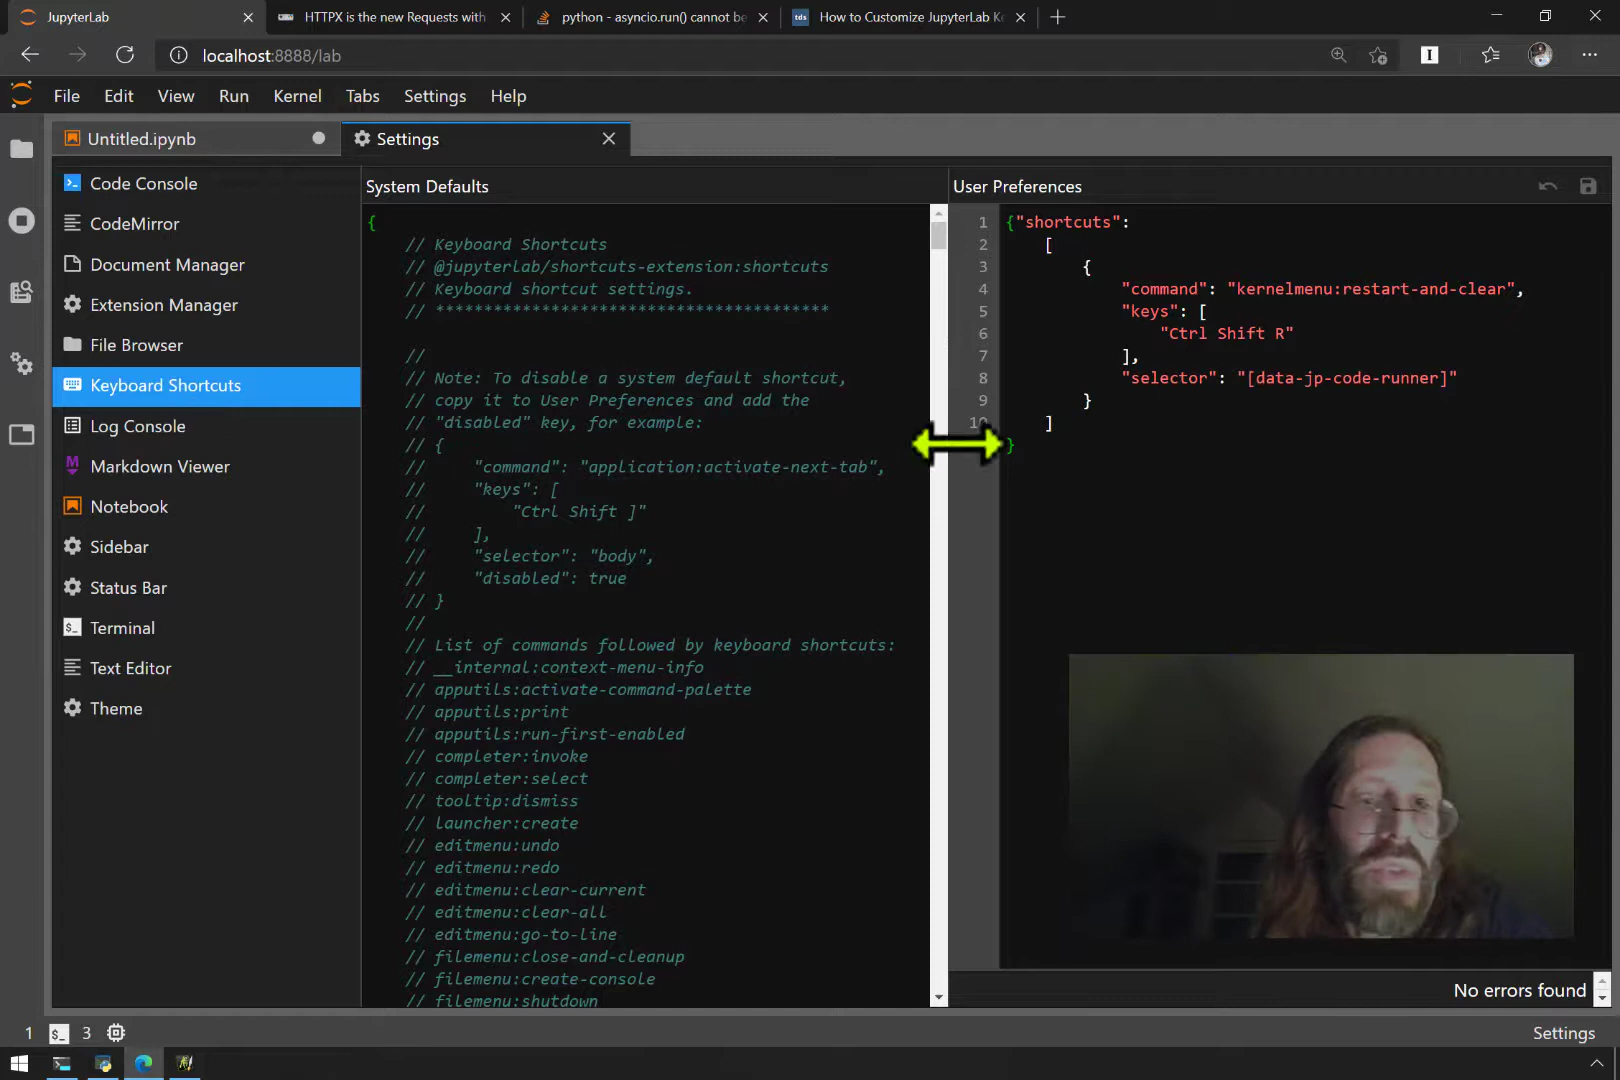 JupyterLab
HTTPX is the new Requests with
python - asyncio.run() cannot be
tds
How to Customize JupyterLab Ke
localhost:8888/lab
File Edit View Run Kernel Tabs Settings Help
Untitled.ipynb
Settings
Code Console
CodeMirror
Document Manager
Extension Manager
File Browser
Keyboard Shortcuts
Log Console
Markdown Viewer
Notebook
Sidebar
Status Bar
Terminal
Text Editor
Theme
System Defaults
{
// Keyboard Shortcuts
// @jupyterlab/shortcuts-extension:shortcuts
// Keyboard shortcut settings.
// *****************************************
//
// Note: To disable a system default shortcut,
// copy it to User Preferences and add the
// "disabled" key, for example:
// {
//     "command": "application:activate-next-tab",
//     "keys": [
//         "Ctrl Shift ]"
//     ],
//     "selector": "body",
//     "disabled": true
// }
//
// List of commands followed by keyboard shortcuts:
// __internal:context-menu-info
// apputils:activate-command-palette
// apputils:print
// apputils:run-first-enabled
// completer:invoke
// completer:select
// tooltip:dismiss
// launcher:create
// editmenu:undo
// editmenu:redo
// editmenu:clear-current
// editmenu:clear-all
// editmenu:go-to-line
// filemenu:close-and-cleanup
// filemenu:create-console
// filemenu:shutdown
User Preferences
1 {"shortcuts":
2     [
3         {
4             "command": "kernelmenu:restart-and-clear",
5             "keys": [
6                 "Ctrl Shift R"
7             ],
8             "selector": "[data-jp-code-runner]"
9         }
10     ]
}
No errors found
1 $_ 3
Settings